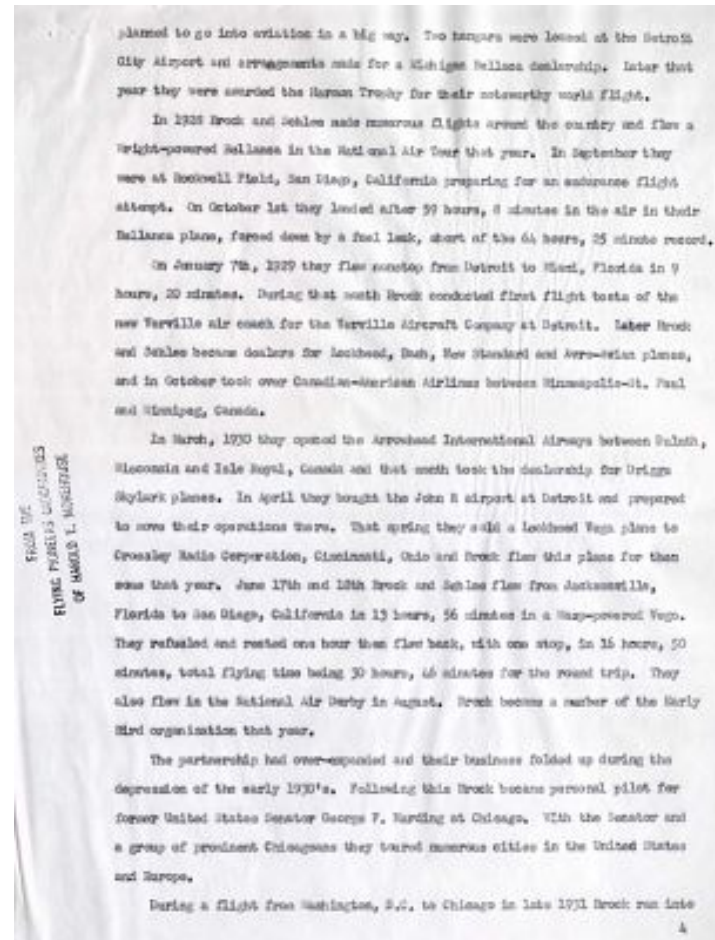 planned to go into aviation in a big way.  Two hangars were leased at the Detroit
City Airport and arrangements made for a Michigan Bellaca dealership.  Later that
year they were awarded the Harmon Trophy for their noteworthy world flight.
In 1928 Brock and Schlee made numerous flights around the country and flew a
Wright-powered Bellanca in the National Air Tour that year.  In September they
were at Rockwell Field, San Diego, California preparing for an endurance flight
attempt.  On October 1st they landed after 59 hours, 8 minutes in the air in their
Bellanca plane, forced down by a fuel leak, short of the 64 hours, 25 minute record.
On January 7th, 1929 they flew nonstop from Detroit to Miami, Florida in 9
hours, 20 minutes.  During that month Brock conducted first flight tests of the
new Verville air coach for the Verville Aircraft Company at Detroit.  Later Brock
and Schlee became dealers for Lockheed, Bach, New Standard and Avro-Avian planes,
and in October took over Canadian-American Airlines between Minneapolis-St. Paul
and Winnipeg, Canada.
In March, 1930 they opened the Arrowhead International Airways between Duluth,
Wisconsin and Isle Royal, Canada and that month took the dealership for Driggs
Skylark planes.  In April they bought the John R airport at Detroit and prepared
to move their operations there.  That spring they sold a Lockheed Vega plane to
Crossley Radio Corporation, Cincinnati, Ohio and Brock flew this plane for them
some that year.  June 17th and 18th Brock and Schlee flew from Jacksonville,
Florida to San Diego, California in 13 hours, 56 minutes in a Wasp-powered Vega.
They refueled and rested one hour then flew back, with one stop, in 16 hours, 50
minutes, total flying time being 30 hours, 46 minutes for the round trip.  They
also flew in the National Air Derby in August.  Brock became a member of the Early
Bird organization that year.
The partnership had over-expanded and their business folded up during the
depression of the early 1930's.  Following this Brock became personal pilot for
former United States Senator George F. Harding at Chicago.  With the Senator and
a group of prominent Chicagoans they toured numerous cities in the United States
and Europe.
During a flight from Washington, D.C. to Chicago in late 1931 Brock ran into
4
FROM THE
FLYING PIONEERS BIOGRAPHIES
OF HAROLD E. MOREHOUSE